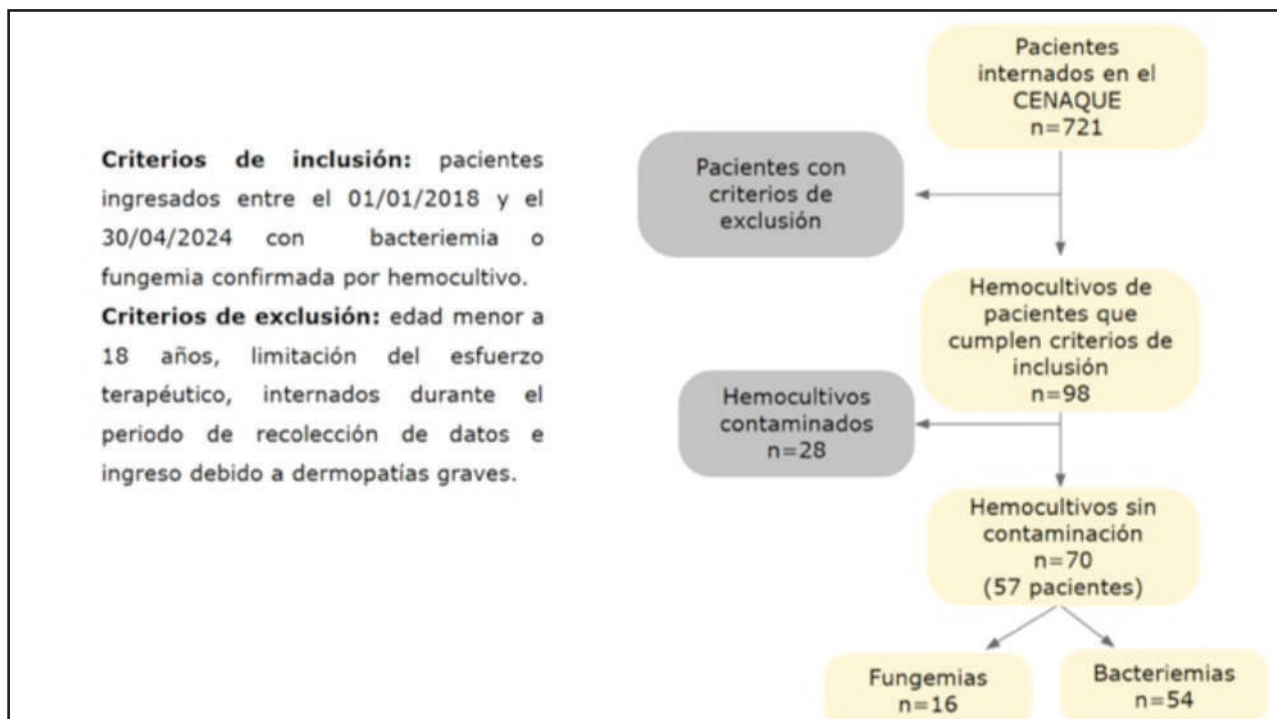 Criterios de inclusión: pacientes
ingresados entre el 01/01/2018 y el
30/04/2024 con bacteriemia o
fungemia confirmada por hemocultivo.
Criterios de exclusión: edad menor a
18 años, limitación del esfuerzo
terapéutico, internados durante el
periodo de recolección de datos e
ingreso debido a dermopatías graves.
Pacientes
internados en el
CENAQUE
n=721
Pacientes con
criterios de
exclusión
Hemocultivos de
pacientes que
cumplen criterios de
inclusión
n=98
Hemocultivos
contaminados
n=28
Hemocultivos sin
contaminación
n=70
(57 pacientes)
Fungemias
n=16
Bacteriemias
n=54